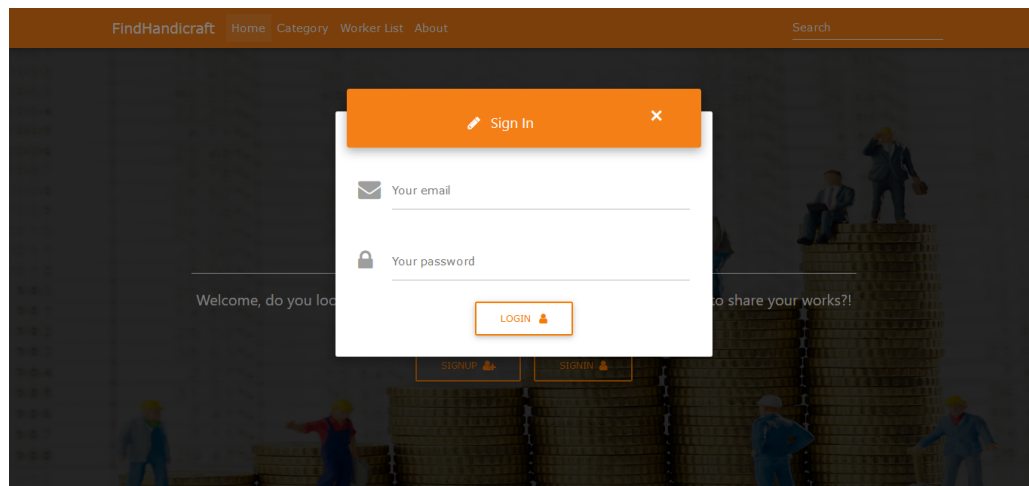 FindHandicraft Home Category Worker List About Search
Sign In
Your email
Your password
Welcome, do you loo to share your works?!
LOGIN
SIGNUP SIGNIN